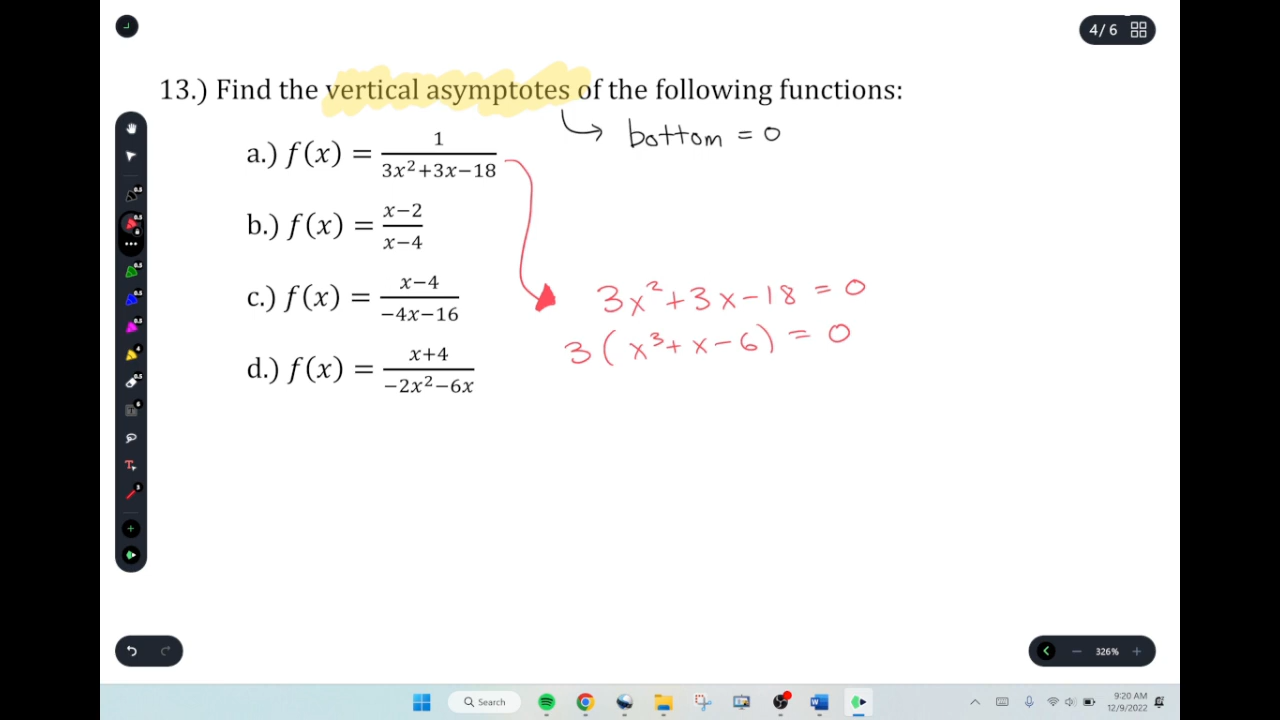 4/6
13.) Find the vertical asymptotes of the following functions:
bottom = 0
a.) f(x) = 1/(3x²+3x−18)
b.) f(x) = (x−2)/(x−4)
c.) f(x) = (x−4)/(−4x−16)
d.) f(x) = (x+4)/(−2x²−6x)
3x²+3x−18 = 0
3(x³+x−6) = 0
326%
Search
9:20 AM
12/9/2022